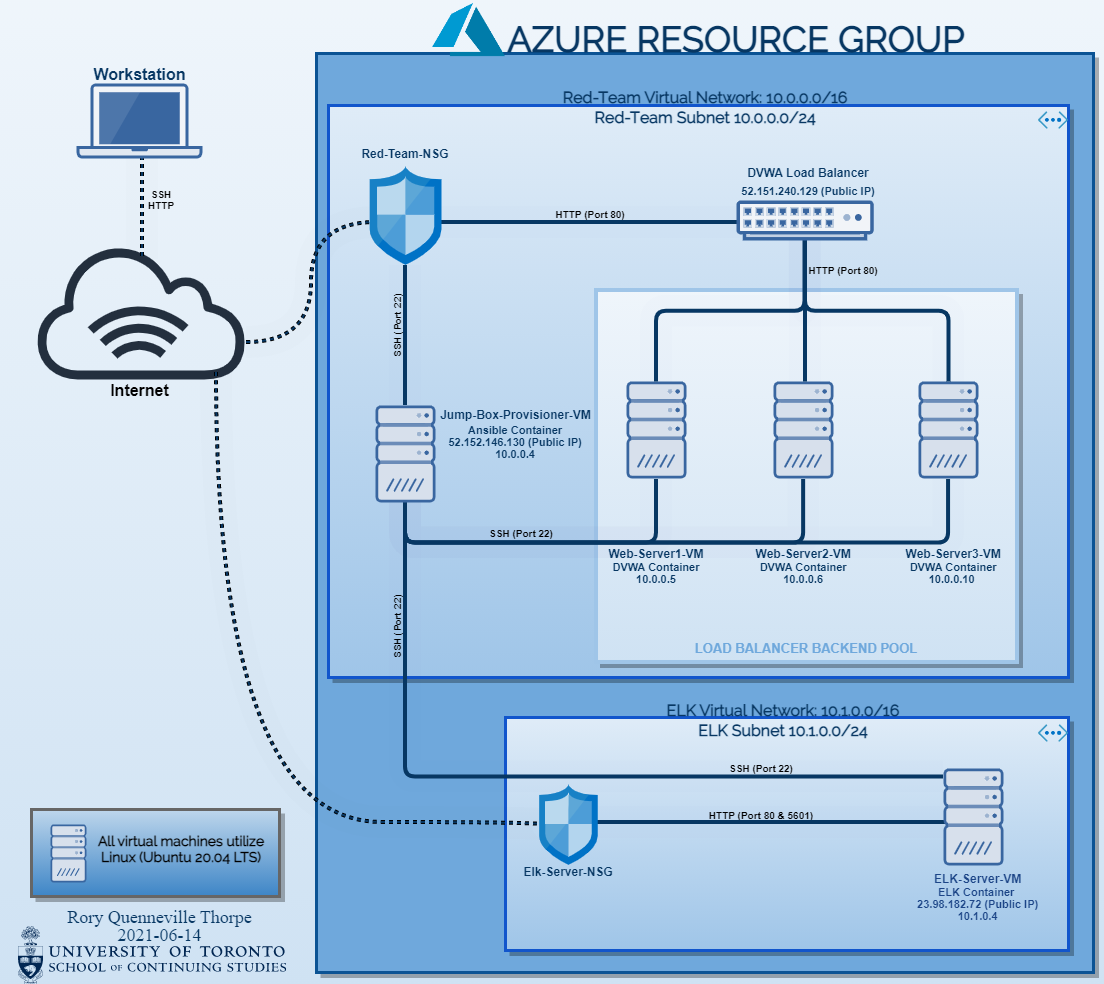 AZURE RESOURCE GROUP
Workstation
SSH
HTTP
Internet
Red-Team Virtual Network: 10.0.0.0/16
Red-Team Subnet 10.0.0.0/24
Red-Team-NSG
HTTP (Port 80)
DVWA Load Balancer
52.151.240.129 (Public IP)
HTTP (Port 80)
SSH ( Port 22)
Jump-Box-Provisioner-VM
Ansible Container
52.152.146.130 (Public IP)
10.0.0.4
SSH (Port 22)
Web-Server1-VM
DVWA Container
10.0.0.5
Web-Server2-VM
DVWA Container
10.0.0.6
Web-Server3-VM
DVWA Container
10.0.0.10
LOAD BALANCER BACKEND POOL
SSH ( Port 22)
ELK Virtual Network: 10.1.0.0/16
ELK Subnet 10.1.0.0/24
SSH (Port 22)
HTTP (Port 80 & 5601)
Elk-Server-NSG
ELK-Server-VM
ELK Container
23.98.182.72 (Public IP)
10.1.0.4
All virtual machines utilize
Linux (Ubuntu 20.04 LTS)
Rory Quenneville Thorpe
2021-06-14
UNIVERSITY OF TORONTO
SCHOOL OF CONTINUING STUDIES